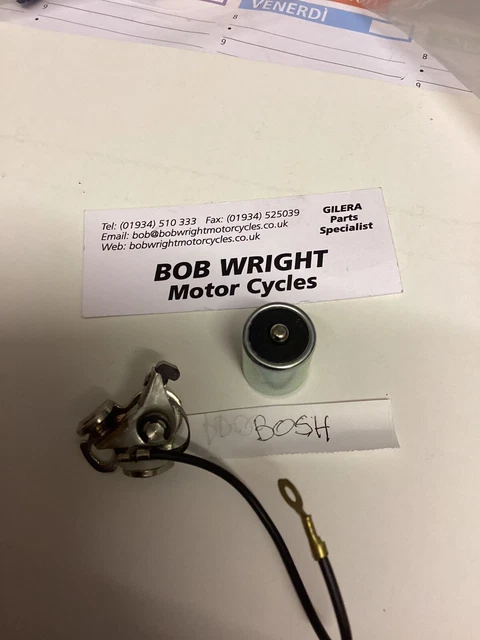 VENERDÌ
9
8
9
8
9
Tel: (01934) 510 333 Fax: (01934) 525039
Email: bob@bobwrightmotorcycles.co.uk
Web: bobwrightmotorcycles.co.uk
GILERA
Parts
Specialist
BOB WRIGHT
Motor Cycles
BOSH